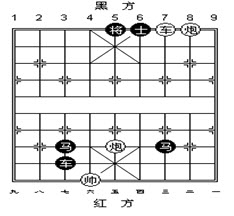 黑 方
1 2 3 4 5 6 7 8 9
将 士 车 炮
马 炮 马
车
帅
九 八 七 六 五 四 三 二 一
红 方